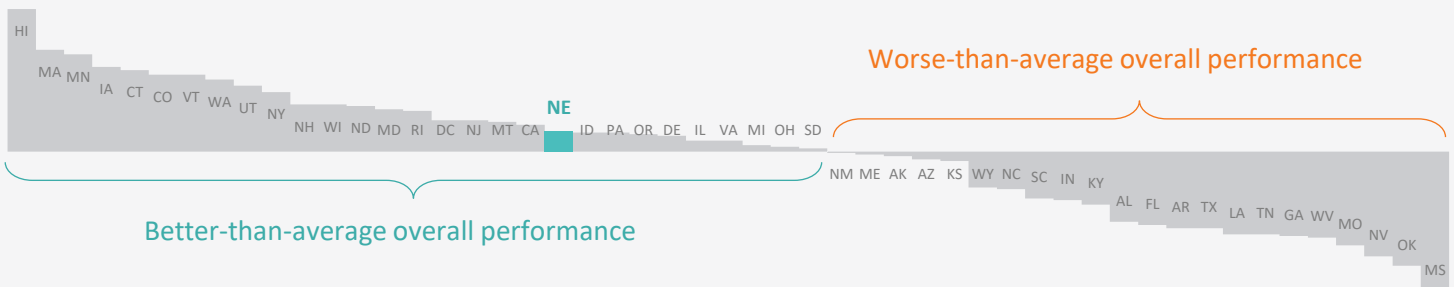 HI
MA MN IA CT CO VT WA UT NY NH WI ND MD RI DC NJ MT CA NE ID PA OR DE IL VA MI OH SD
Worse-than-average overall performance
NM ME AK AZ KS WY NC SC IN KY AL FL AR TX LA TN GA WV MO NV OK MS
Better-than-average overall performance